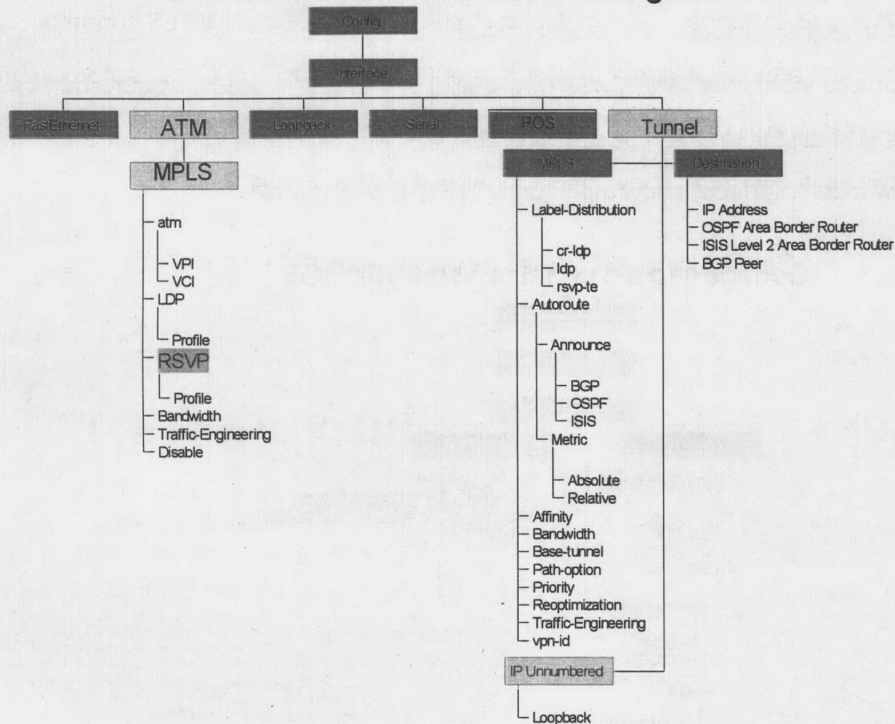 Config
Interface
FastEthernet
ATM
Loopback
Serial
POS
Tunnel
MPLS
atm
VPI
VCI
LDP
Profile
RSVP
Profile
Bandwidth
Traffic-Engineering
Disable
MPLS
Label-Distribution
cr-ldp
ldp
rsvp-te
Autoroute
Announce
BGP
OSPF
ISIS
Metric
Absolute
Relative
Affinity
Bandwidth
Base-tunnel
Path-option
Priority
Reoptimization
Traffic-Engineering
vpn-id
Destination
IP Address
OSPF Area Border Router
ISIS Level 2 Area Border Router
BGP Peer
IP Unnumbered
Loopback